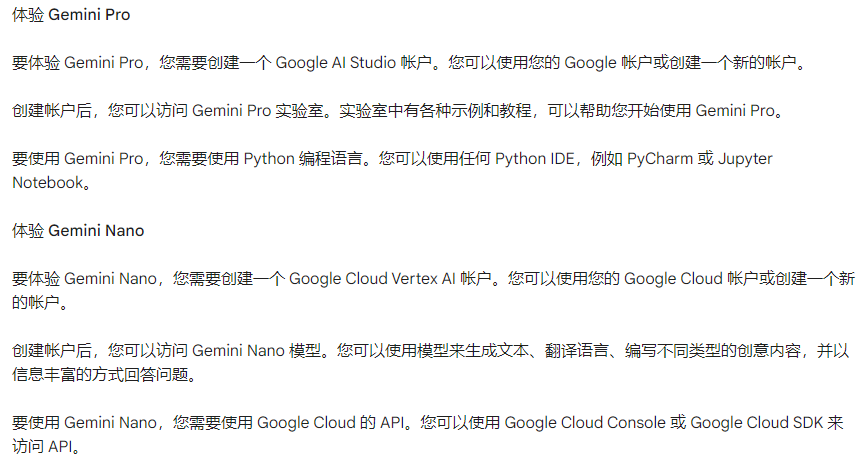 体验 Gemini Pro
要体验 Gemini Pro，您需要创建一个 Google AI Studio 帐户。您可以使用您的 Google 帐户或创建一个新的帐户。
创建帐户后，您可以访问 Gemini Pro 实验室。实验室中有各种示例和教程，可以帮助您开始使用 Gemini Pro。
要使用 Gemini Pro，您需要使用 Python 编程语言。您可以使用任何 Python IDE，例如 PyCharm 或 Jupyter
Notebook。
体验 Gemini Nano
要体验 Gemini Nano，您需要创建一个 Google Cloud Vertex AI 帐户。您可以使用您的 Google Cloud 帐户或创建一个新
的帐户。
创建帐户后，您可以访问 Gemini Nano 模型。您可以使用模型来生成文本、翻译语言、编写不同类型的创意内容，并以
信息丰富的方式回答问题。
要使用 Gemini Nano，您需要使用 Google Cloud 的 API。您可以使用 Google Cloud Console 或 Google Cloud SDK 来
访问 API。